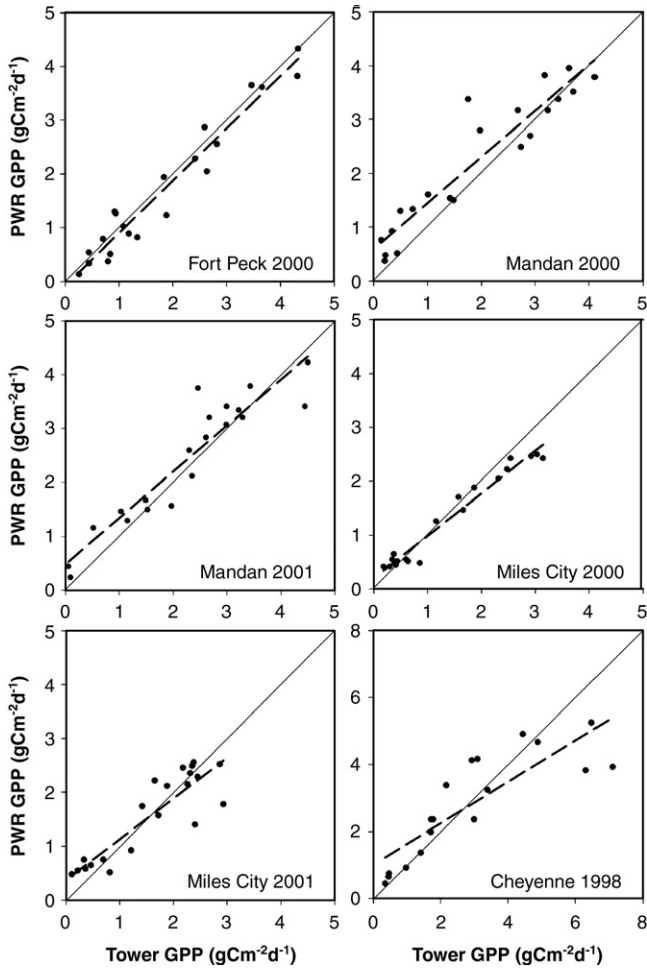 PWR GPP (gCm-2d-1)
5
4
3
2
1
0
Fort Peck 2000
0 1 2 3 4 5
5
4
3
2
1
0
Mandan 2000
0 1 2 3 4 5
PWR GPP (gCm-2d-1)
5
4
3
2
1
0
Mandan 2001
0 1 2 3 4 5
5
4
3
2
1
0
Miles City 2000
0 1 2 3 4 5
PWR GPP (gCm-2d-1)
5
4
3
2
1
0
Miles City 2001
0 1 2 3 4 5
Tower GPP (gCm-2d-1)
8
6
4
2
0
Cheyenne 1998
0 2 4 6 8
Tower GPP (gCm-2d-1)